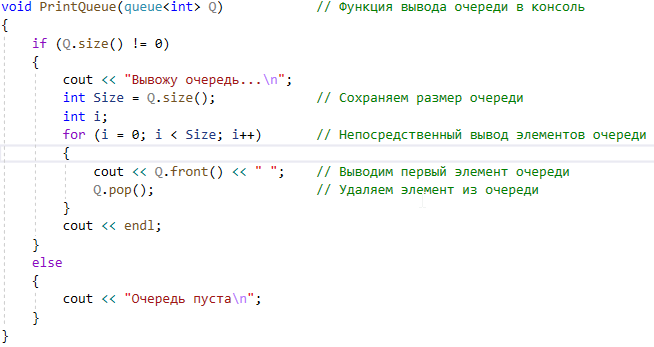 void PrintQueue(queue<int> Q)            // Функция вывода очереди в консоль
{
    if (Q.size() != 0)
    {
        cout << "Вывожу очередь...\n";
        int Size = Q.size();             // Сохраняем размер очереди
        int i;
        for (i = 0; i < Size; i++)       // Непосредственный вывод элементов очереди
        {
            cout << Q.front() << " ";    // Выводим первый элемент очереди
            Q.pop();                     // Удаляем элемент из очереди
        }
        cout << endl;
    }
    else
    {
        cout << "Очередь пуста\n";
    }
}